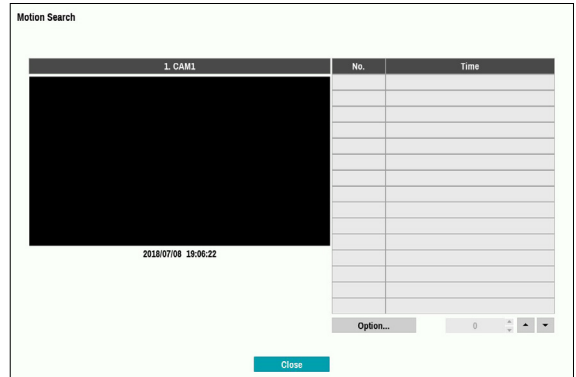 Motion Search
1. CAM1
No. Time
2018/07/08 19:06:22
Option... 0
Close